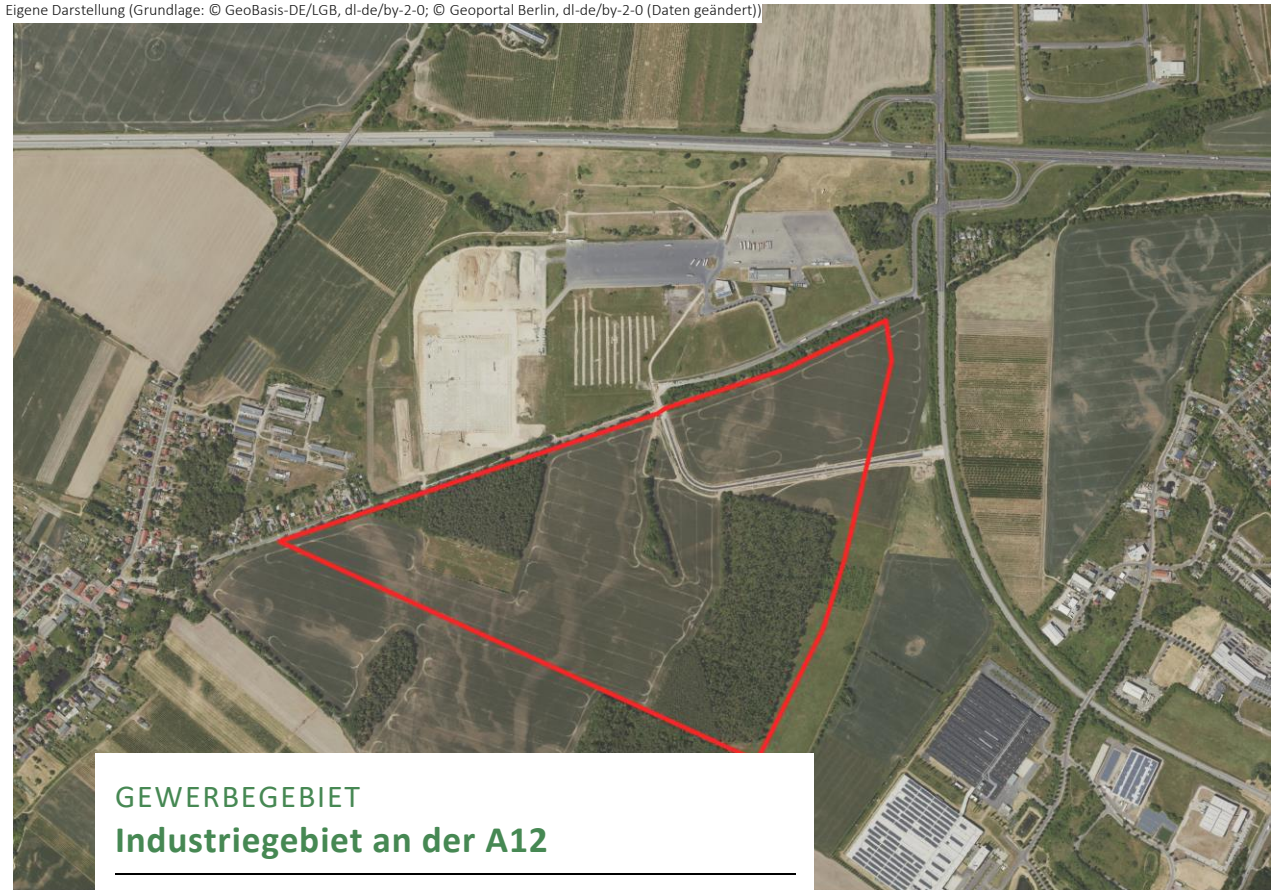 Eigene Darstellung (Grundlage: © GeoBasis-DE/LGB, dl-de/by-2-0; © Geoportal Berlin, dl-de/by-2-0 (Daten geändert))
GEWERBEGEBIET
Industriegebiet an der A12